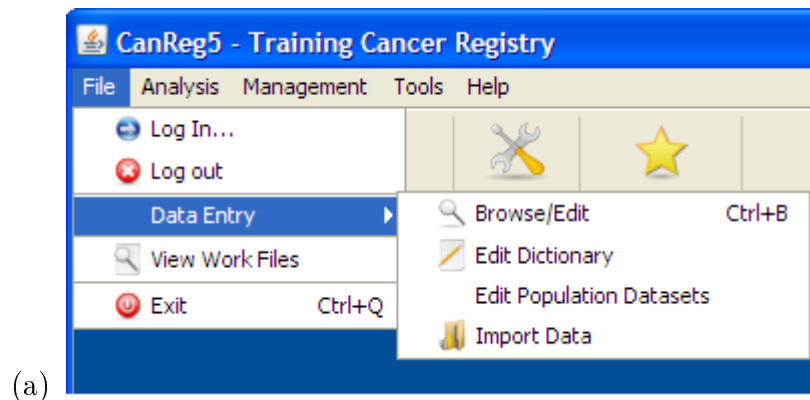 CanReg5 - Training Cancer Registry
File Analysis Management Tools Help
Log In...
Log out
Data Entry
View Work Files
Exit Ctrl+Q
Browse/Edit Ctrl+B
Edit Dictionary
Edit Population Datasets
Import Data
(a)